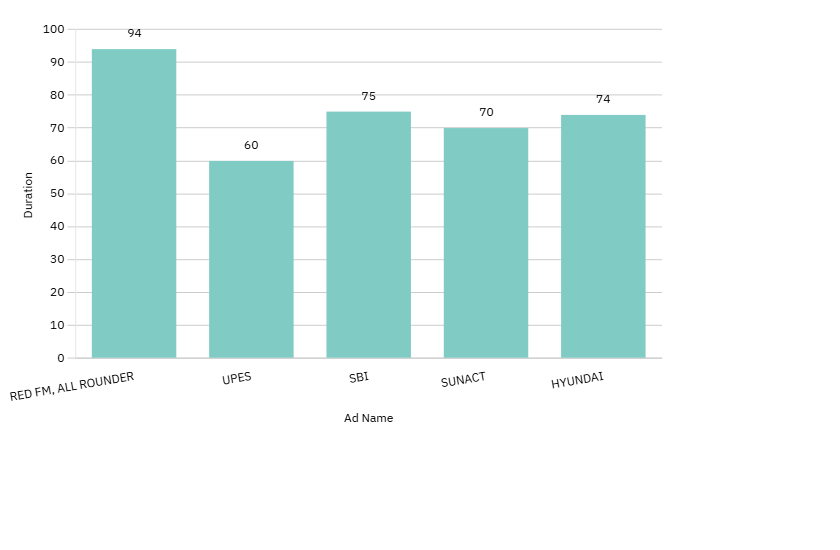 100
90
80
70
60
50
40
30
20
10
0
Duration
94
60
75
70
74
RED FM, ALL ROUNDER
UPES
SBI
SUNACT
HYUNDAI
Ad Name